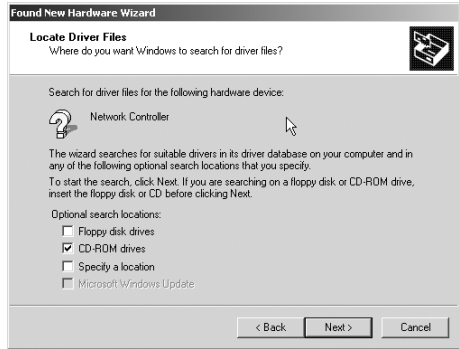 Found New Hardware Wizard
Locate Driver Files
Where do you want Windows to search for driver files?
Search for driver files for the following hardware device:
Network Controller
The wizard searches for suitable drivers in its driver database on your computer and in
any of the following optional search locations that you specify.
To start the search, click Next. If you are searching on a floppy disk or CD-ROM drive,
insert the floppy disk or CD before clicking Next.
Optional search locations:
Floppy disk drives
CD-ROM drives
Specify a location
Microsoft Windows Update
< Back Next > Cancel